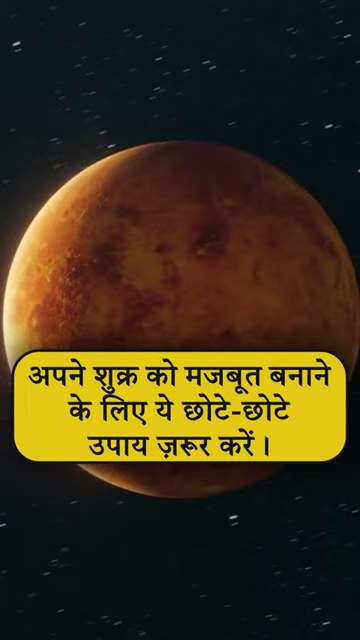 अपने शुक्र को मजबूत बनाने
के लिए ये छोटे-छोटे
उपाय ज़रूर करें।